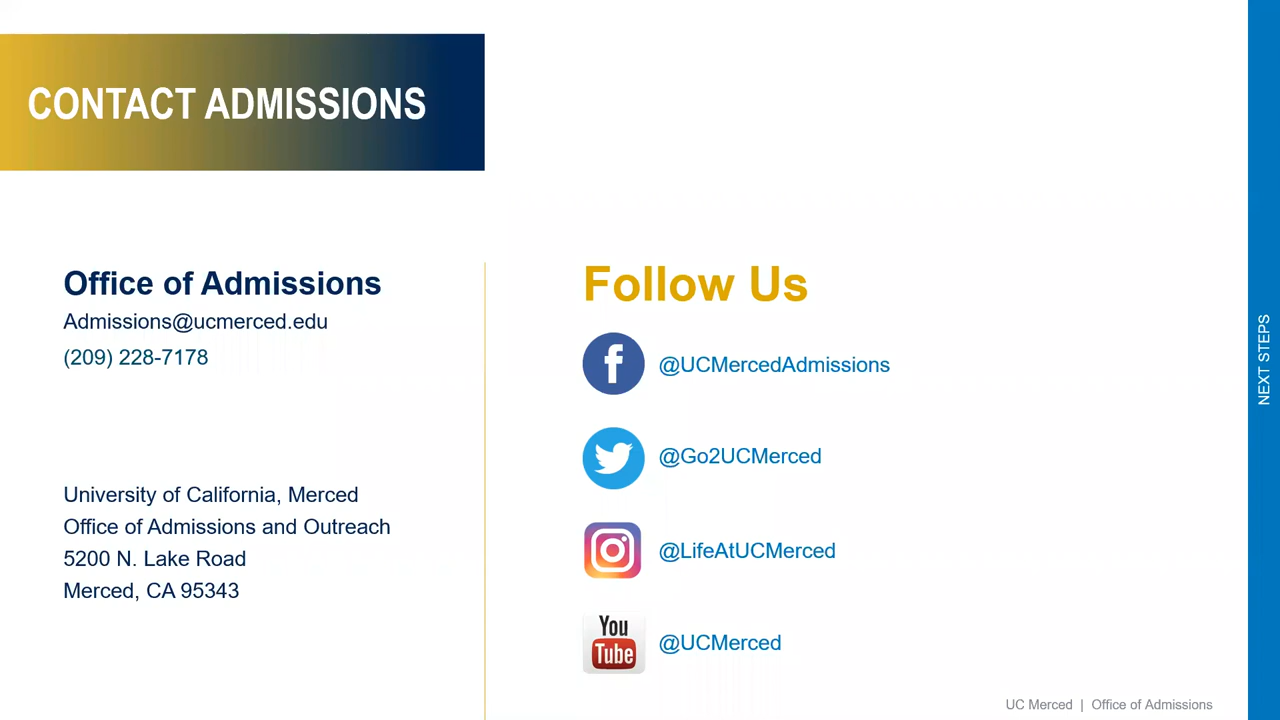 CONTACT ADMISSIONS
Office of Admissions
Admissions@ucmerced.edu
(209) 228-7178
University of California, Merced
Office of Admissions and Outreach
5200 N. Lake Road
Merced, CA 95343
Follow Us
f
@UCMercedAdmissions
@Go2UCMerced
@LifeAtUCMerced
You
Tube
@UCMerced
NEXT STEPS
UC Merced | Office of Admissions